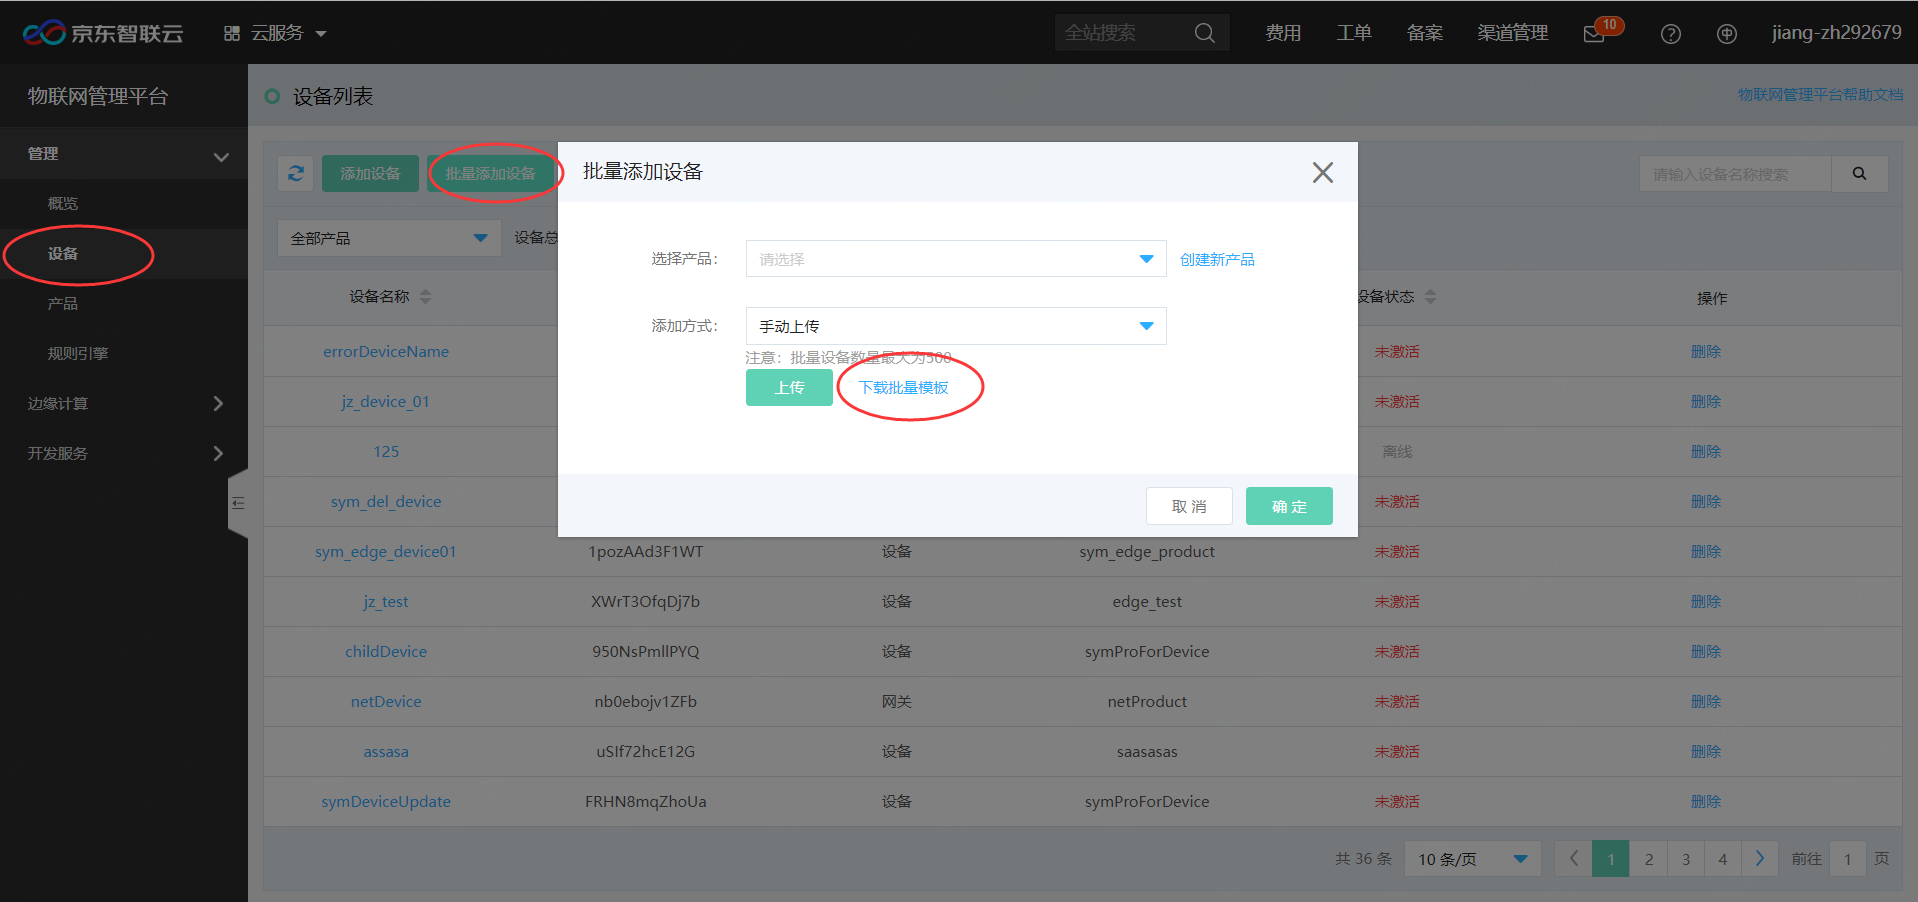 京东智联云
云服务
全站搜索
费用
工单
备案
渠道管理
10
jiang-zh292679
物联网管理平台
管理
概览
设备
产品
规则引擎
边缘计算
开发服务
设备列表
物联网管理平台帮助文档
添加设备
批量添加设备
请输入设备名称搜索
全部产品
设备总
设备名称
设备状态
操作
errorDeviceName
未激活
删除
jz_device_01
未激活
删除
125
离线
删除
sym_del_device
未激活
删除
sym_edge_device01
1pozAAd3F1WT
设备
sym_edge_product
未激活
删除
jz_test
XWrT3OfqDj7b
设备
edge_test
未激活
删除
childDevice
950NsPmllPYQ
设备
symProForDevice
未激活
删除
netDevice
nb0ebojv1ZFb
网关
netProduct
未激活
删除
assasa
uSIf72hcE12G
设备
saasasas
未激活
删除
symDeviceUpdate
FRHN8mqZhoUa
设备
symProForDevice
未激活
删除
共 36 条
10 条/页
1
2
3
4
前往
1
页
批量添加设备
选择产品：
请选择
创建新产品
添加方式：
手动上传
注意：批量设备数量最大为500
上传
下载批量模板
取 消
确 定